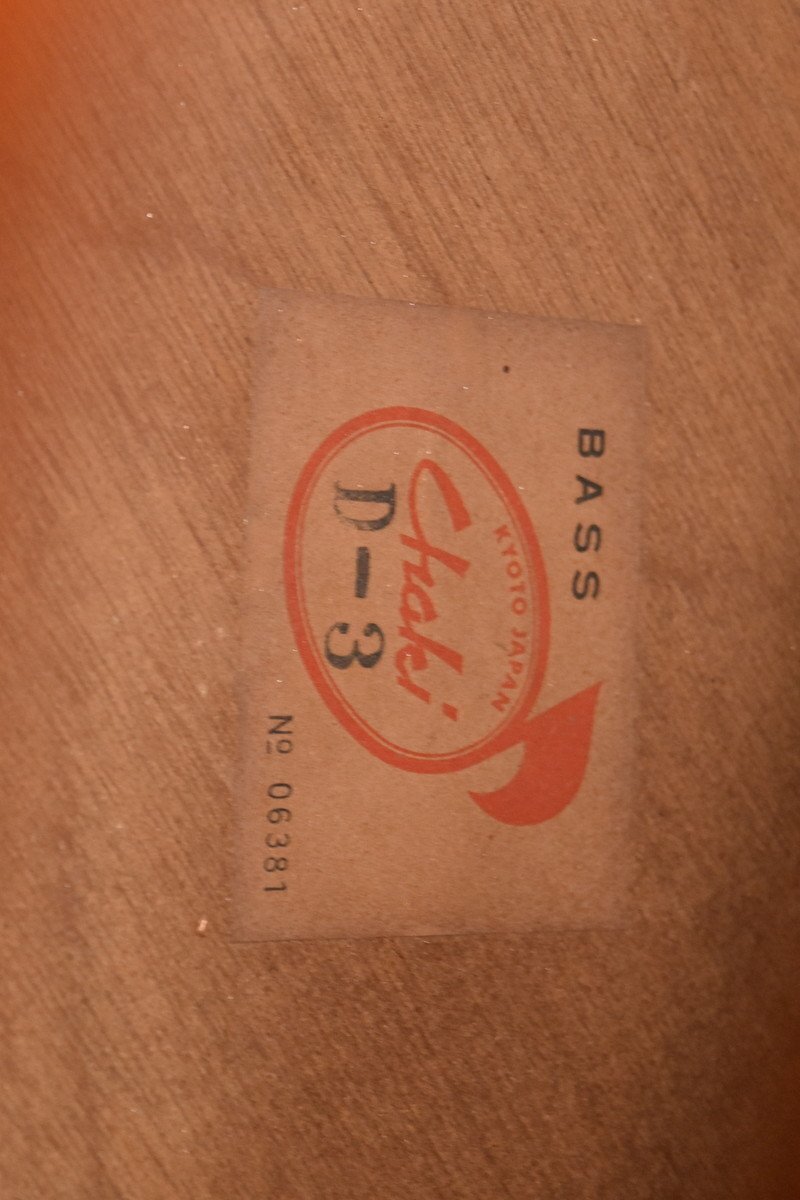 BASS
KYOTO JAPAN
Chaki
D-3
Nº 06381